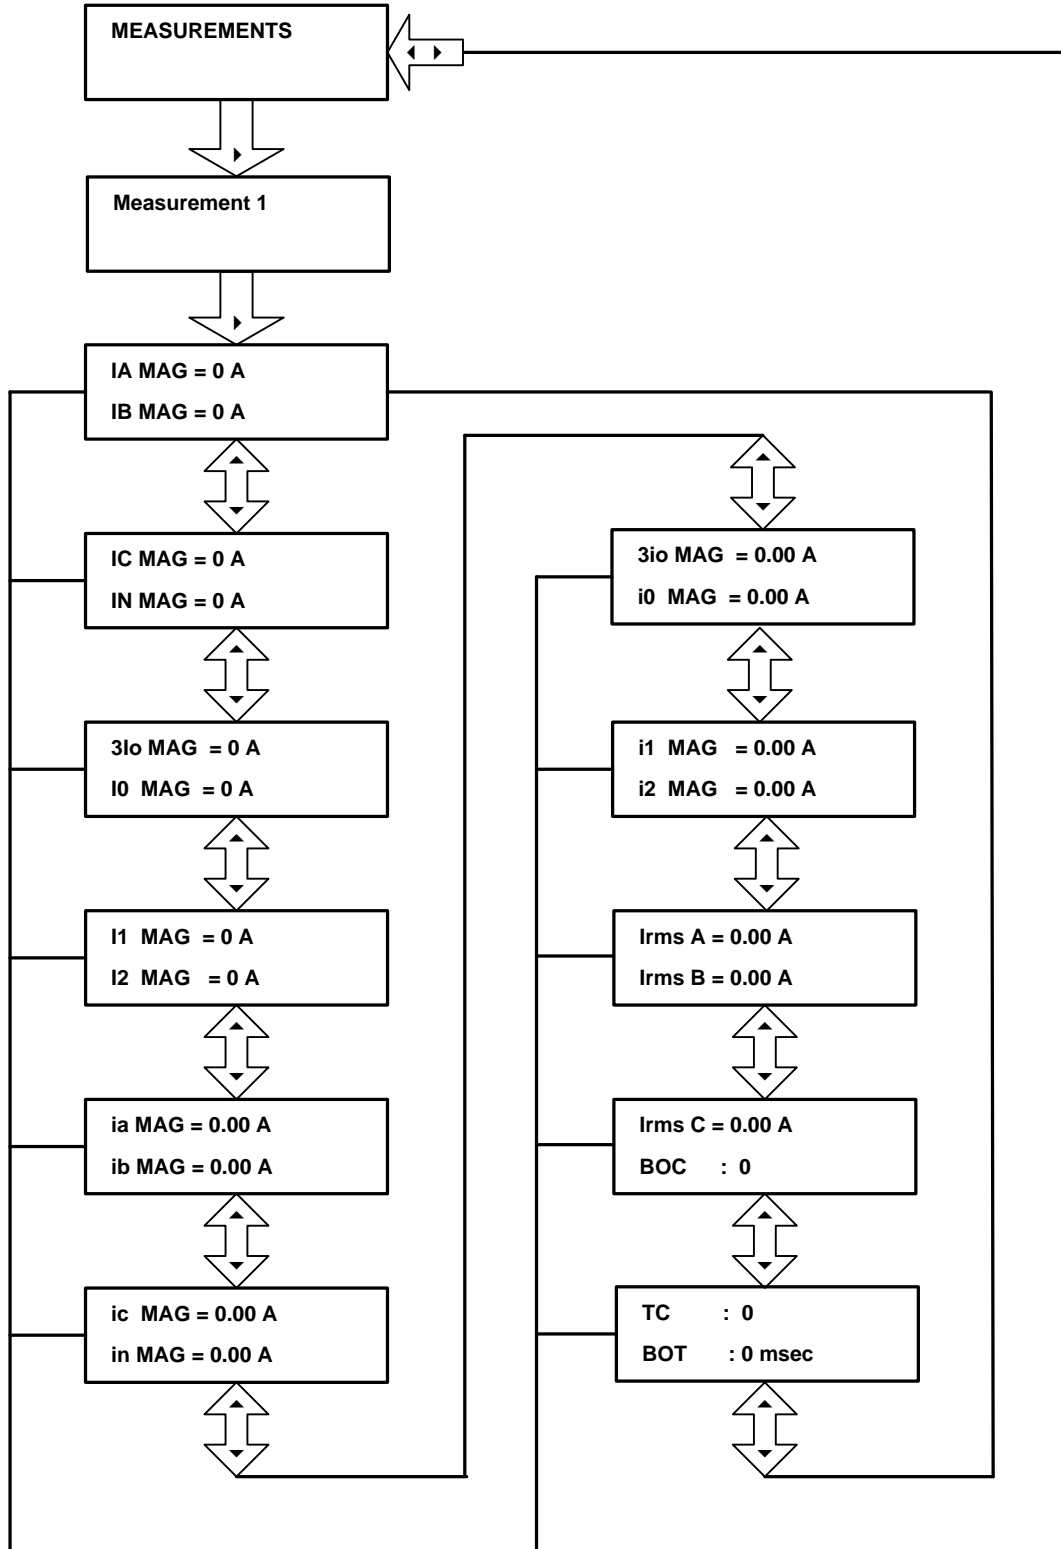 MEASUREMENTS
Measurement 1
IA MAG = 0 A
IB MAG = 0 A
IC MAG = 0 A
IN MAG = 0 A
3Io MAG = 0 A
I0 MAG = 0 A
I1 MAG = 0 A
I2 MAG = 0 A
ia MAG = 0.00 A
ib MAG = 0.00 A
ic MAG = 0.00 A
in MAG = 0.00 A
3io MAG = 0.00 A
i0 MAG = 0.00 A
i1 MAG = 0.00 A
i2 MAG = 0.00 A
Irms A = 0.00 A
Irms B = 0.00 A
Irms C = 0.00 A
BOC : 0
TC : 0
BOT : 0 msec